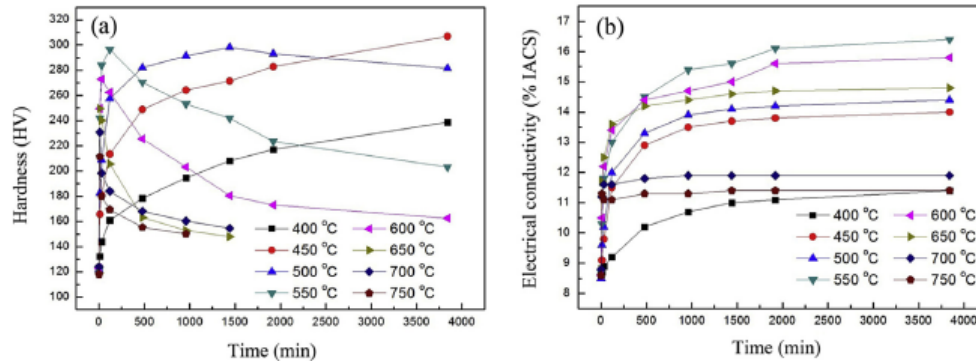 (a)
Hardness (HV)
320
300
280
260
240
220
200
180
160
140
120
100
400 °C 600 °C
450 °C 650 °C
500 °C 700 °C
550 °C 750 °C
0 500 1000 1500 2000 2500 3000 3500 4000
Time (min)
(b)
Electrical conductivity (% IACS)
17
16
15
14
13
12
11
10
9
8
400 °C 600 °C
450 °C 650 °C
500 °C 700 °C
550 °C 750 °C
0 500 1000 1500 2000 2500 3000 3500 4000
Time (min)